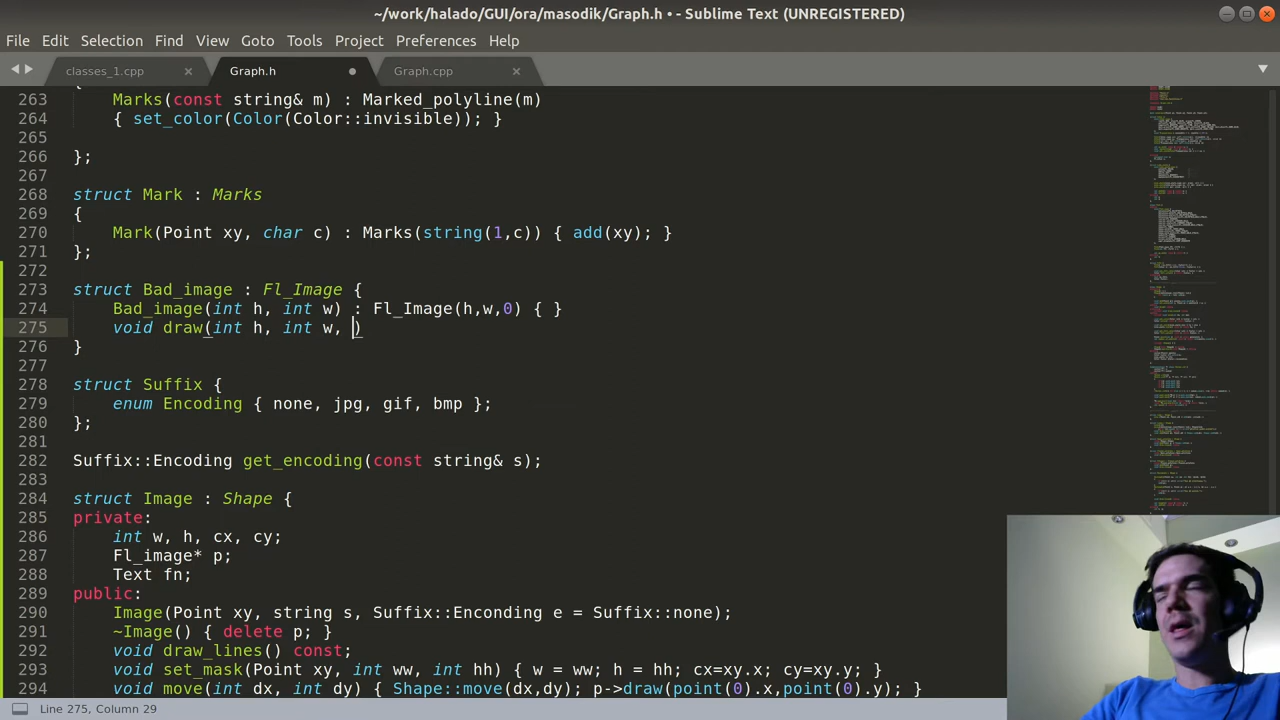 ~/work/halado/GUI/ora/masodik/Graph.h • - Sublime Text (UNREGISTERED)
File Edit Selection Find View Goto Tools Project Preferences Help
classes_1.cpp Graph.h Graph.cpp
263 Marks(const string& m) : Marked_polyline(m)
264 { set_color(Color(Color::invisible)); }
265
266 };
267
268 struct Mark : Marks
269 {
270 Mark(Point xy, char c) : Marks(string(1,c)) { add(xy); }
271 };
272
273 struct Bad_image : Fl_Image {
274 Bad_image(int h, int w) : Fl_Image(h,w,0) { }
275 void draw(int h, int w, )
276 }
277
278 struct Suffix {
279 enum Encoding { none, jpg, gif, bmp };
280 };
281
282 Suffix::Encoding get_encoding(const string& s);
283
284 struct Image : Shape {
285 private:
286 int w, h, cx, cy;
287 Fl_image* p;
288 Text fn;
289 public:
290 Image(Point xy, string s, Suffix::Enconding e = Suffix::none);
291 ~Image() { delete p; }
292 void draw_lines() const;
293 void set_mask(Point xy, int ww, int hh) { w = ww; h = hh; cx=xy.x; cy=xy.y; }
294 void move(int dx, int dy) { Shape::move(dx,dy); p->draw(point(0).x,point(0).y); }
Line 275, Column 29